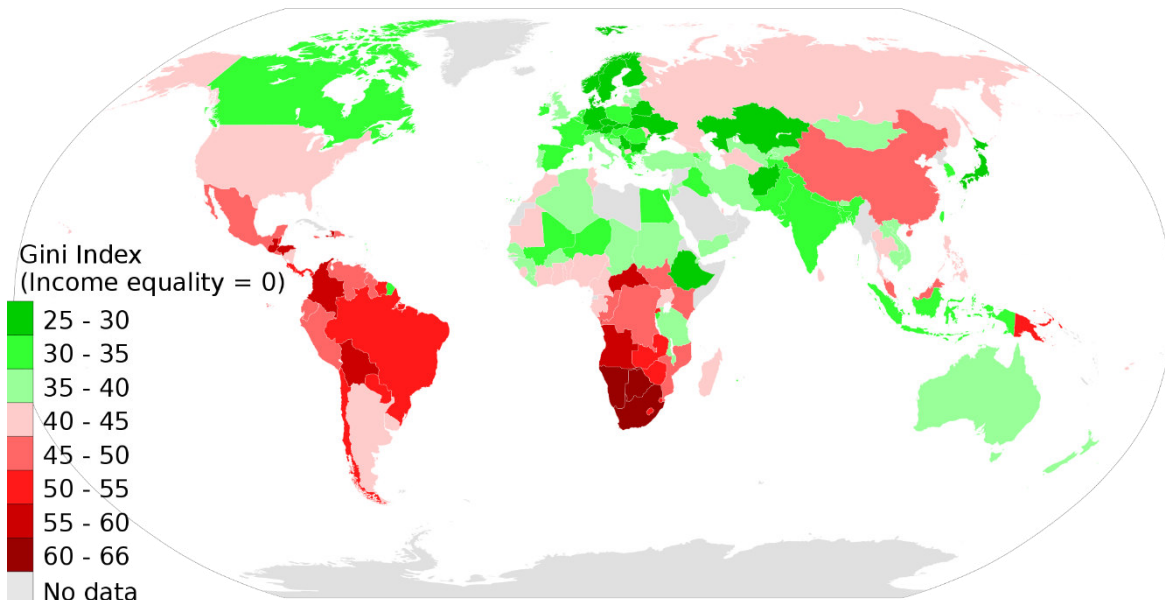 Gini Index
(Income equality = 0)
25 - 30
30 - 35
35 - 40
40 - 45
45 - 50
50 - 55
55 - 60
60 - 66
No data